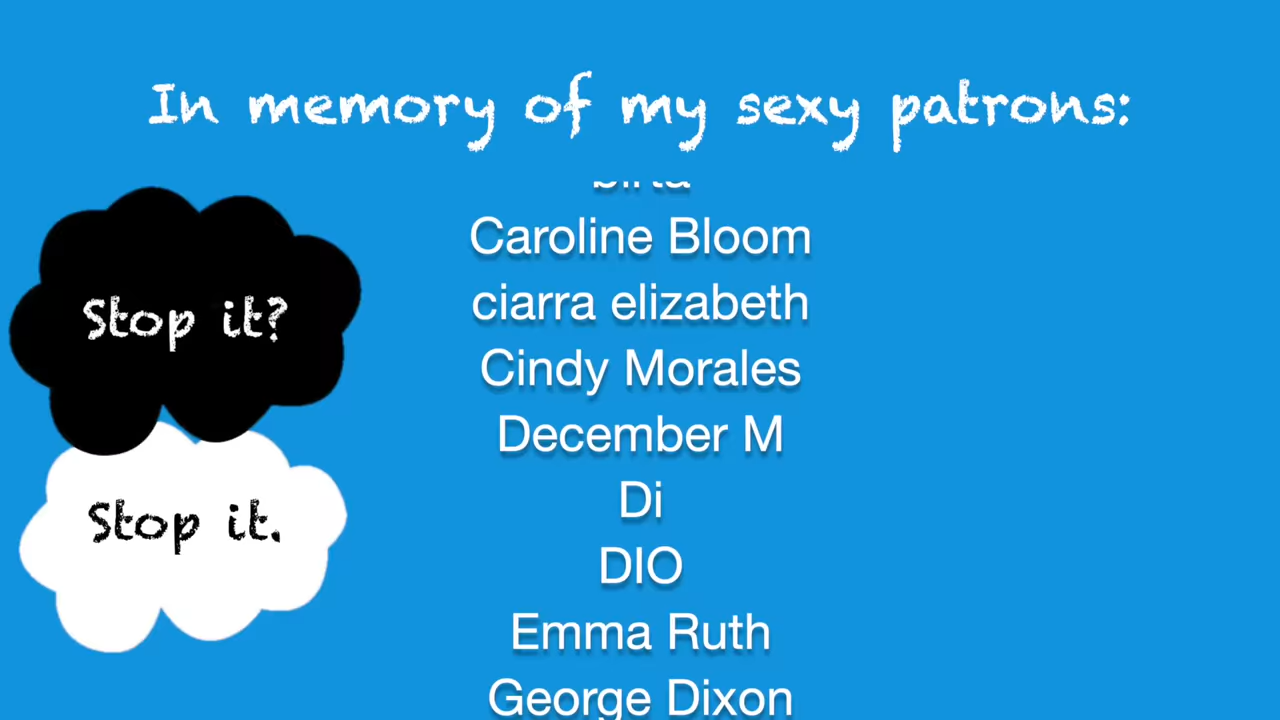 In memory of my sexy patrons:
Caroline Bloom
ciarra elizabeth
Cindy Morales
December M
Di
DIO
Emma Ruth
George Dixon
Stop it?
Stop it.